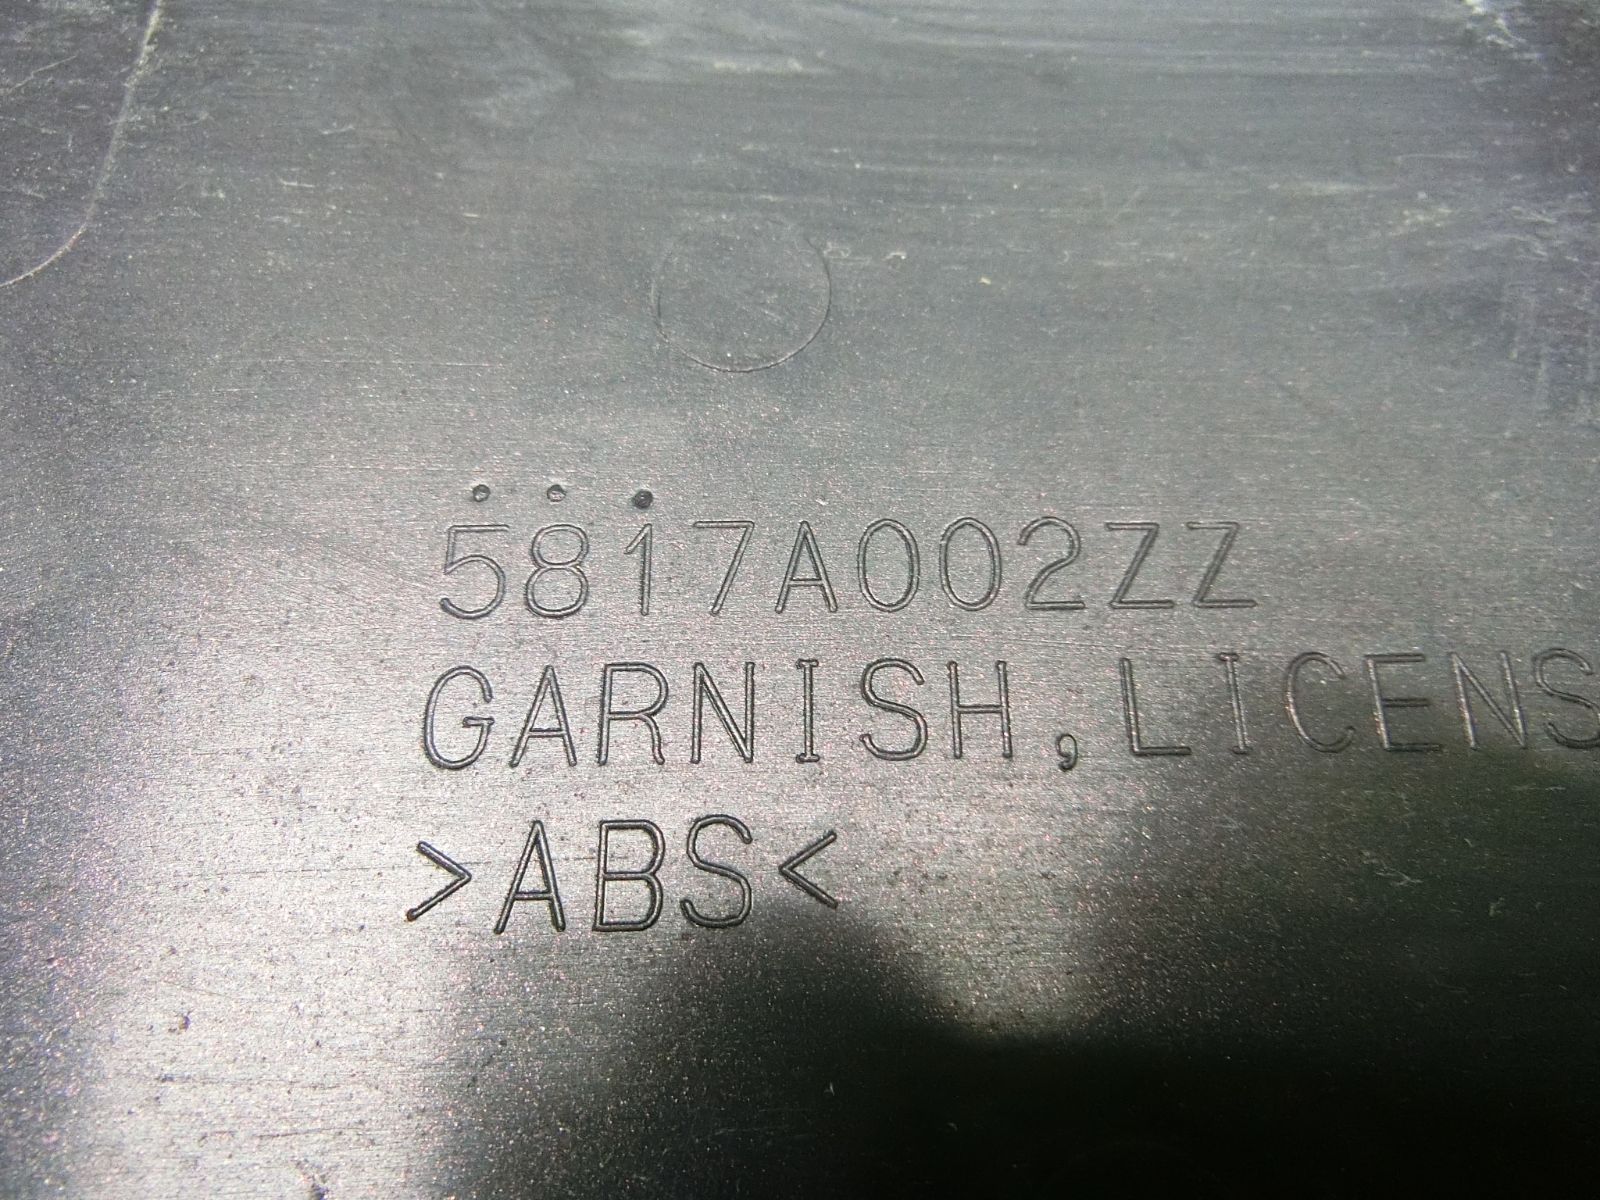 5817A002ZZ
GARNISH, LICENS
>ABS<